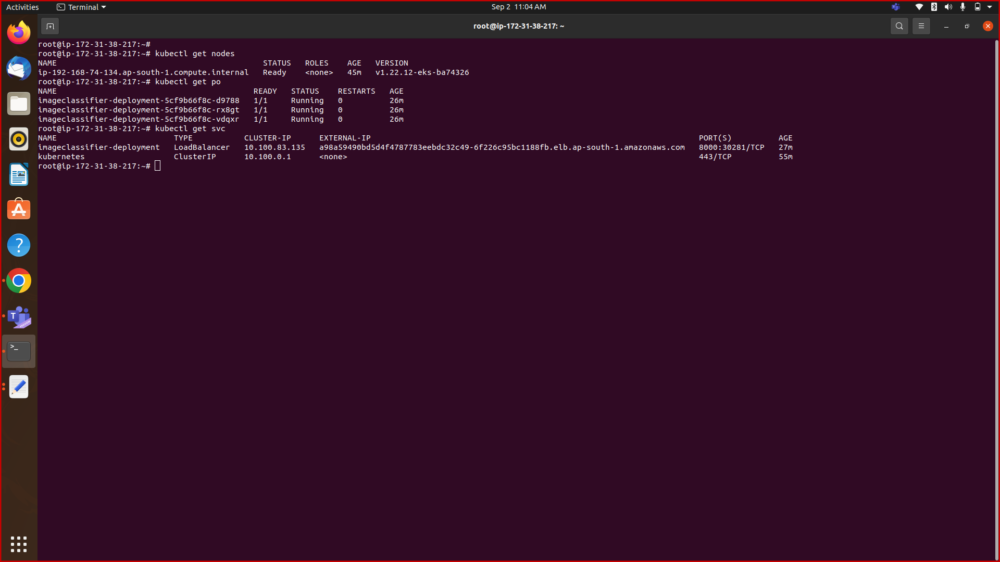 Activities Terminal Sep 2 11:04 AM
root@ip-172-31-38-217: ~
root@ip-172-31-38-217:~#
root@ip-172-31-38-217:~# kubectl get nodes
NAME STATUS ROLES AGE VERSION
ip-192-168-74-134.ap-south-1.compute.internal Ready <none> 45m v1.22.12-eks-ba74326
root@ip-172-31-38-217:~# kubectl get po
NAME READY STATUS RESTARTS AGE
imageclassifier-deployment-5cf9b66f8c-d9788 1/1 Running 0 26m
imageclassifier-deployment-5cf9b66f8c-rx8gt 1/1 Running 0 26m
imageclassifier-deployment-5cf9b66f8c-vdqxr 1/1 Running 0 26m
root@ip-172-31-38-217:~# kubectl get svc
NAME TYPE CLUSTER-IP EXTERNAL-IP PORT(S) AGE
imageclassifier-deployment LoadBalancer 10.100.83.135 a98a59490bd5d4f4787783eebdc32c49-6f226c95bc1188fb.elb.ap-south-1.amazonaws.com 8000:30281/TCP 27m
kubernetes ClusterIP 10.100.0.1 <none> 443/TCP 55m
root@ip-172-31-38-217:~#